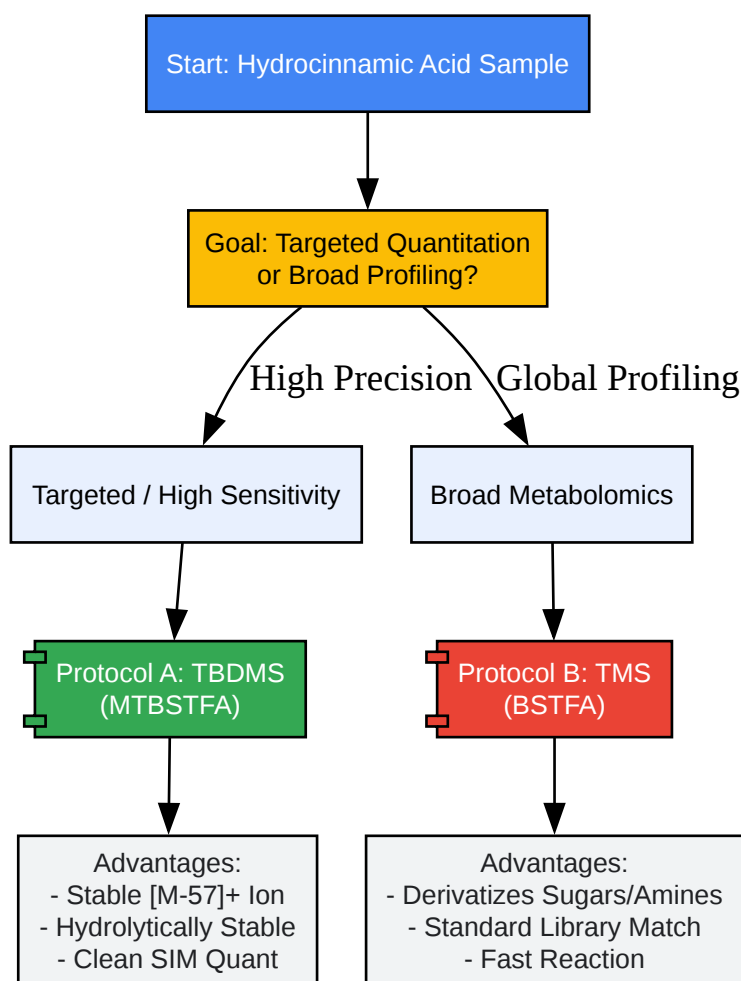 Start: Hydrocinnamic Acid Sample
Goal: Targeted Quantitation
or Broad Profiling?
High Precision
Global Profiling
Targeted / High Sensitivity
Broad Metabolomics
Protocol A: TBDMS
(MTBSTFA)
Protocol B: TMS
(BSTFA)
Advantages:
- Stable [M-57]+ Ion
- Hydrolytically Stable
- Clean SIM Quant
Advantages:
- Derivatizes Sugars/Amines
- Standard Library Match
- Fast Reaction